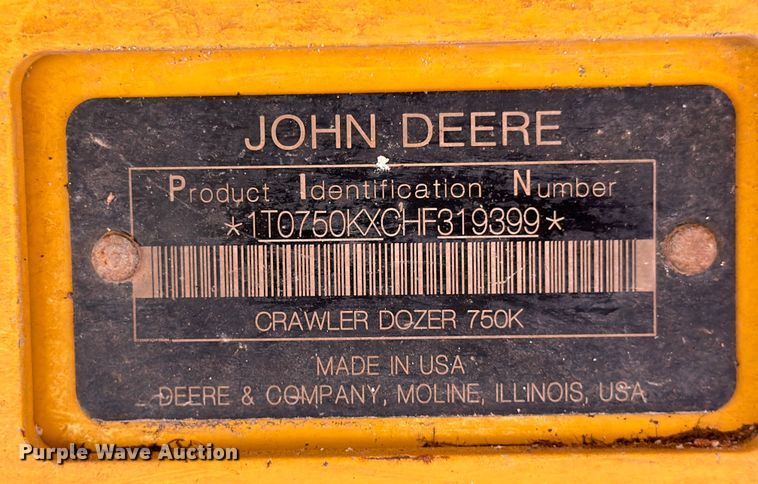 JOHN DEERE
Product Identification Number
*1T0750KXCHF319399*
CRAWLER DOZER 750K
MADE IN USA
DEERE & COMPANY, MOLINE, ILLINOIS, USA
Purple Wave Auction